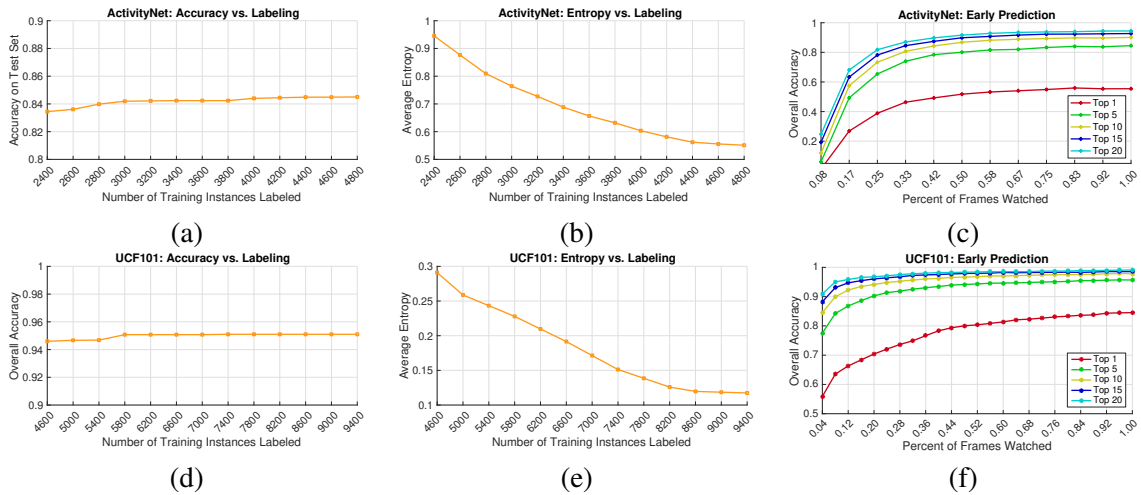 ActivityNet: Accuracy vs. Labeling
Accuracy on Test Set
0.9
0.88
0.86
0.84
0.82
0.8
2400 2600 2800 3000 3200 3400 3600 3800 4000 4200 4400 4600 4800
Number of Training Instances Labeled
(a)
ActivityNet: Entropy vs. Labeling
Average Entropy
1
0.9
0.8
0.7
0.6
0.5
2400 2600 2800 3000 3200 3400 3600 3800 4000 4200 4400 4600 4800
Number of Training Instances Labeled
(b)
ActivityNet: Early Prediction
Overall Accuracy
1
0.8
0.6
0.4
0.2
Top 1
Top 5
Top 10
Top 15
Top 20
0.08 0.17 0.25 0.33 0.42 0.50 0.58 0.67 0.75 0.83 0.92 1.00
Percent of Frames Watched
(c)
UCF101: Accuracy vs. Labeling
Overall Accuracy
1
0.98
0.96
0.94
0.92
0.9
4600 5000 5400 5800 6200 6600 7000 7400 7800 8200 8600 9000 9400
Number of Training Instances Labeled
(d)
UCF101: Entropy vs. Labeling
Average Entropy
0.3
0.25
0.2
0.15
0.1
4600 5000 5400 5800 6200 6600 7000 7400 7800 8200 8600 9000 9400
Number of Training Instances Labeled
(e)
UCF101: Early Prediction
Overall Accuracy
1
0.9
0.8
0.7
0.6
0.5
Top 1
Top 5
Top 10
Top 15
Top 20
0.04 0.12 0.20 0.28 0.36 0.44 0.52 0.60 0.68 0.76 0.84 0.92 1.00
Percent of Frames Watched
(f)